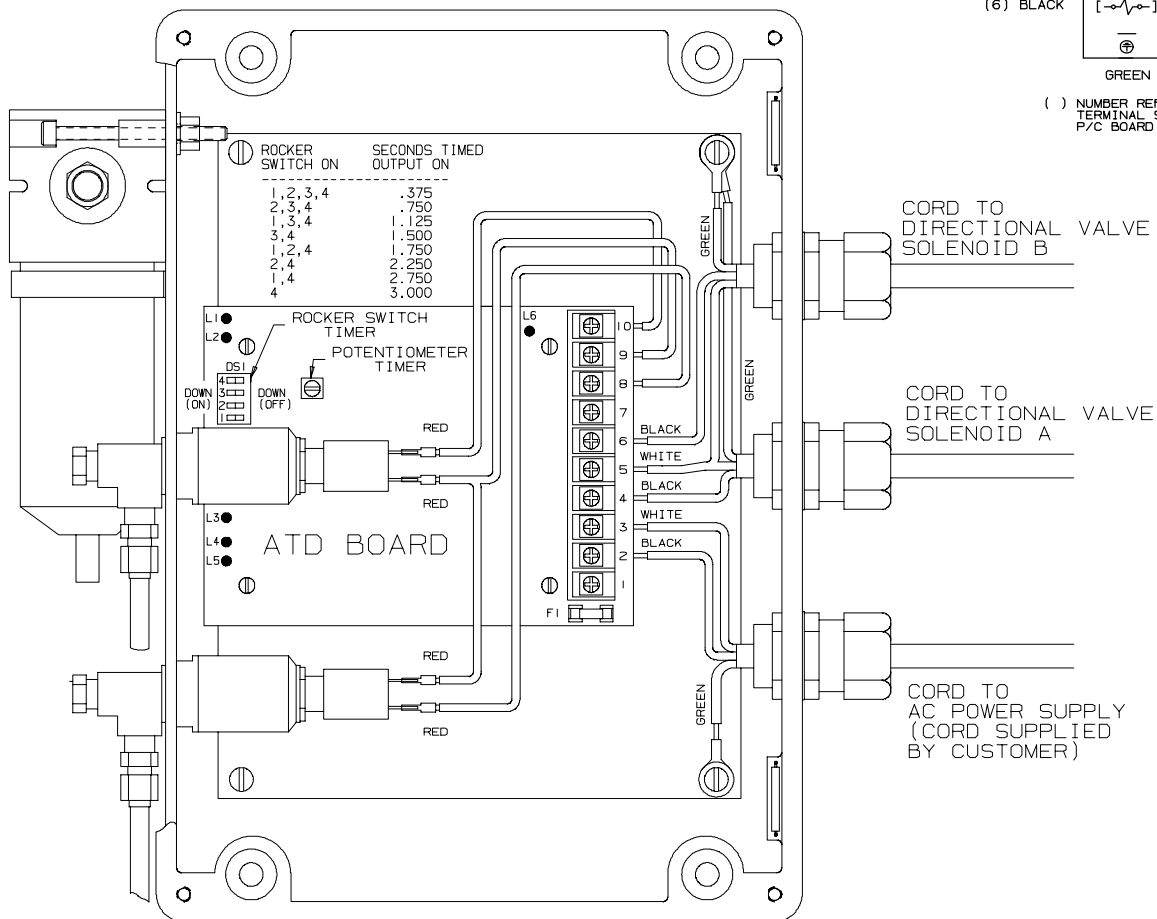 (6) BLACK
GREEN
( ) NUMBER
TERMINAL
P/C BOARD
ROCKER SWITCH ON
SECONDS TIMED OUTPUT ON
1,2,3,4 .375
2,3,4 .750
1,3,4 1.125
3,4 1.500
1,2,4 1.750
2,4 2.250
1,4 2.750
4 3.000
GREEN
CORD TO
DIRECTIONAL VALVE
SOLENOID B
L1
L2
ROCKER SWITCH
TIMER
POTENTIOMETER
TIMER
L6
DS1
4
3
2
1
DOWN
(ON)
DOWN
(OFF)
10
9
8
7
6
5
4
3
2
1
GREEN
CORD TO
DIRECTIONAL VALVE
SOLENOID A
RED
RED
BLACK
WHITE
BLACK
WHITE
BLACK
L3
L4
L5
ATD BOARD
F1
RED
RED
GREEN
CORD TO
AC POWER SUPPLY
(CORD SUPPLIED
BY CUSTOMER)